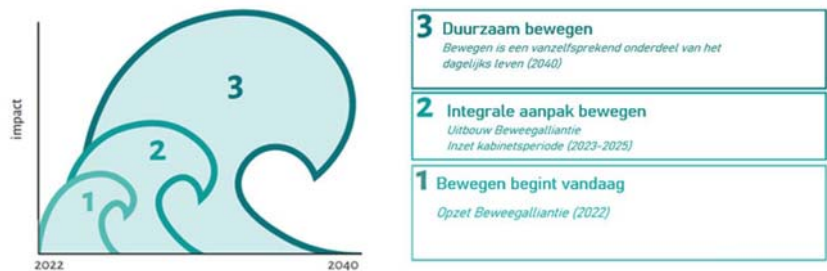 impact
3
2
1
2022
2040
3 Duurzaam bewegen
Bewegen is een vanzelfsprekend onderdeel van het
dagelijks leven (2040)
2 Integrale aanpak bewegen
Uitbouw Beweegalliantie
Inzet kabinetsperiode (2023-2025)
1 Bewegen begint vandaag
Opzet Beweegalliantie (2022)